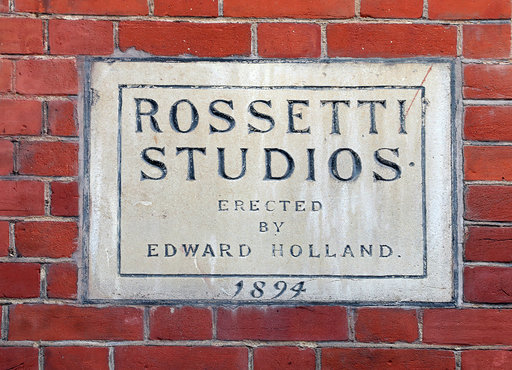 ROSSETTI
STUDIOS.
ERECTED
BY
EDWARD HOLLAND.
1894